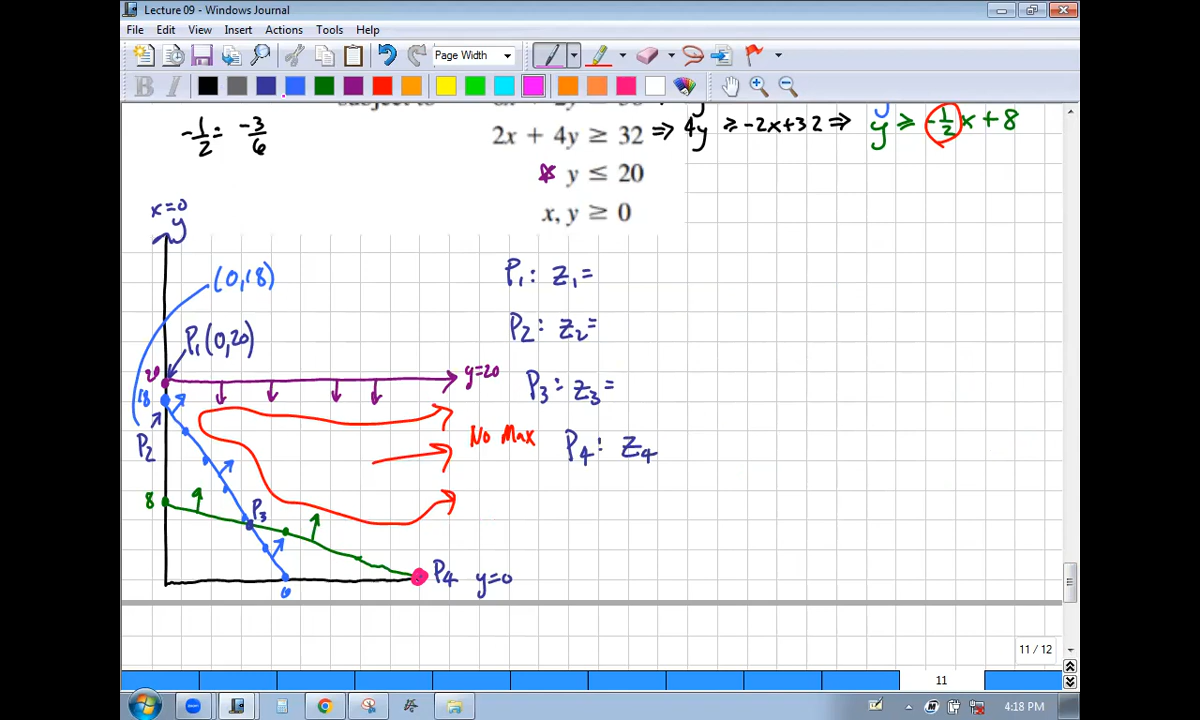 Lecture 09 - Windows Journal
File Edit View Insert Actions Tools Help
Page Width
B I
subject to
-1/2 = -3/6
2x + 4y ≥ 32 ⇒ 4y ≥ -2x+32 ⇒ y ≥ -1/2 x + 8
* y ≤ 20
x, y ≥ 0
x=0
y
(0,18)
P1 (0,20)
20
y=20
18
P2
No Max
8
P3
P4 y=0
P1: z1=
P2: z2=
P3: z3=
P4: z4
11 / 12
11
4:18 PM